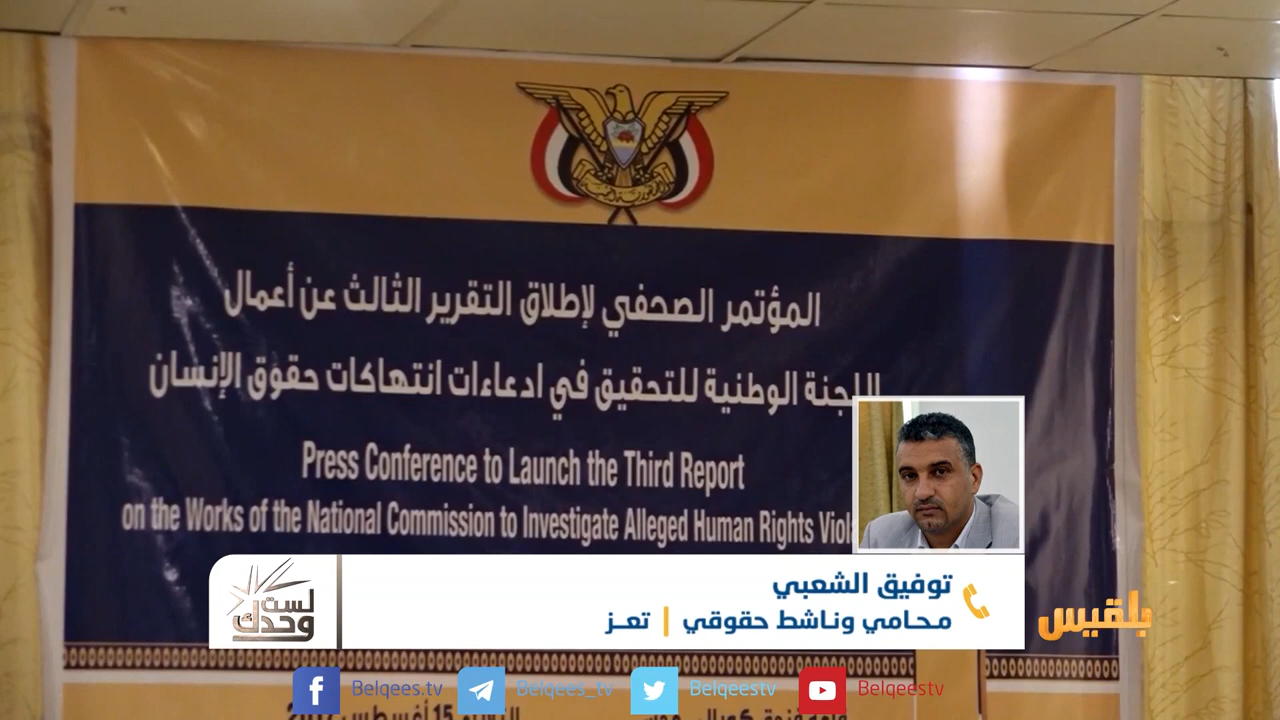 المؤتمر الصحفي لإطلاق التقرير الثالث عن أعمال
اللجنة الوطنية للتحقيق في ادعاءات انتهاكات حقوق الإنسان
Press Conference to Launch the Third Report
on the Works of the National Commission to Investigate Alleged Human Rights
توفيق الشعبي
محامي وناشط حقوقي | تعز
لست وحدك
بلقيس
15 أغسطس
Belqees.tv
Belqees_tv
Belqeestv
Belqeestv